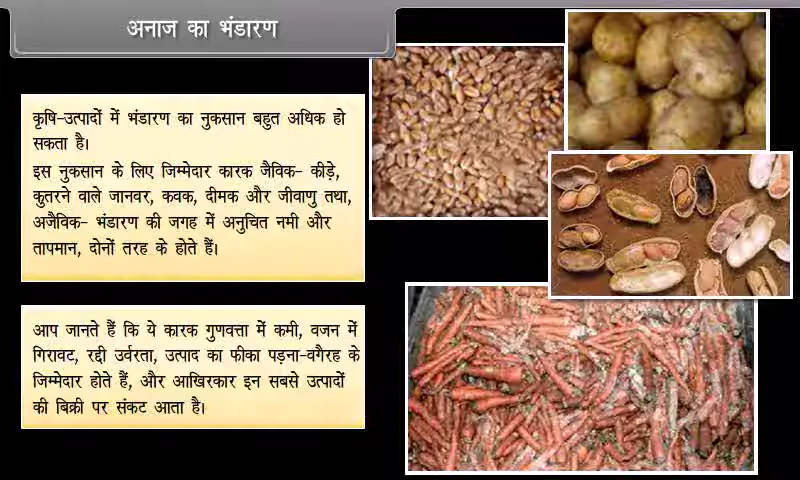 अनाज का भंडारण
कृषि-उत्पादों में भंडारण का नुकसान बहुत अधिक हो
सकता है।
इस नुकसान के लिए जिम्मेदार कारक जैविक- कीड़े,
कुतरने वाले जानवर, कवक, दीमक और जीवाणु तथा,
अजैविक- भंडारण की जगह में अनुचित नमी और
तापमान, दोनों तरह के होते हैं।
आप जानते हैं कि ये कारक गुणवत्ता में कमी, वजन में
गिरावट, रद्दी उर्वरता, उत्पाद का फीका पड़ना-वगैरह के
जिम्मेदार होते हैं, और आखिरकार इन सबसे उत्पादों
की बिक्री पर संकट आता है।